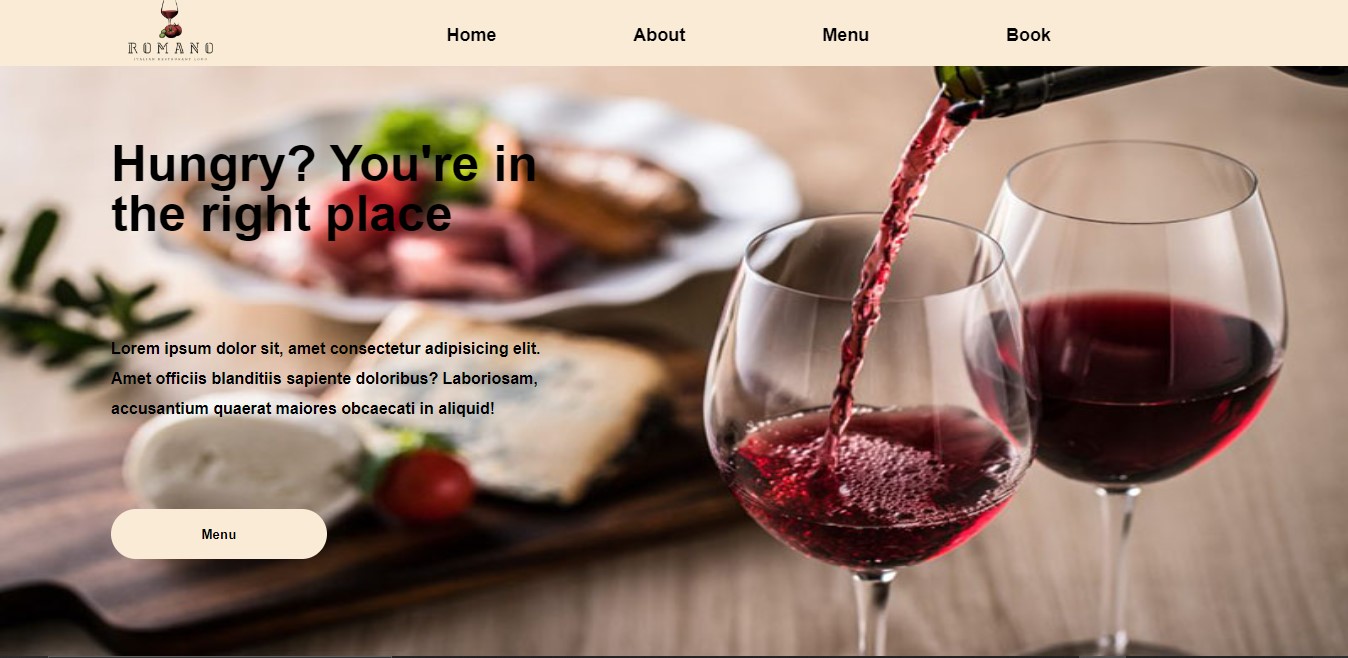 ROMANO
Home About Menu Book
Hungry? You're in
the right place
Lorem ipsum dolor sit, amet consectetur adipisicing elit.
Amet officiis blanditiis sapiente doloribus? Laboriosam,
accusantium quaerat maiores obcaecati in aliquid!
Menu